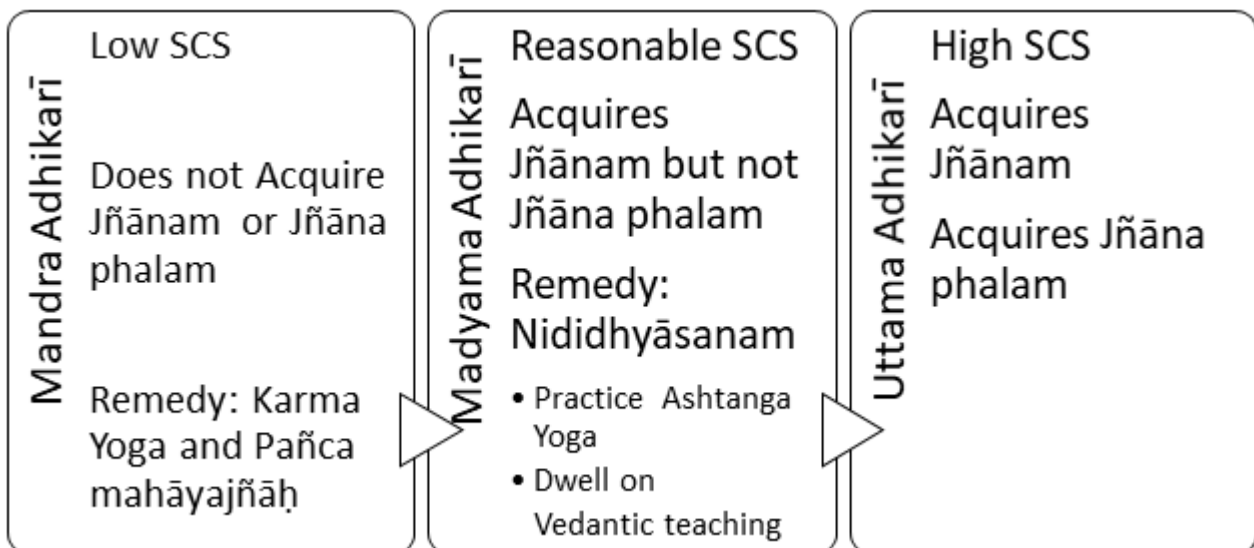 Mandra Adhikarī
Low SCS
Does not Acquire
Jñānam or Jñāna
phalam
Remedy: Karma
Yoga and Pañca
mahāyajñāḥ
Madyama Adhikarī
Reasonable SCS
Acquires
Jñānam but not
Jñāna phalam
Remedy:
Nididhyāsanam
• Practice Ashtanga
Yoga
• Dwell on
Vedantic teaching
Uttama Adhikarī
High SCS
Acquires
Jñānam
Acquires Jñāna
phalam